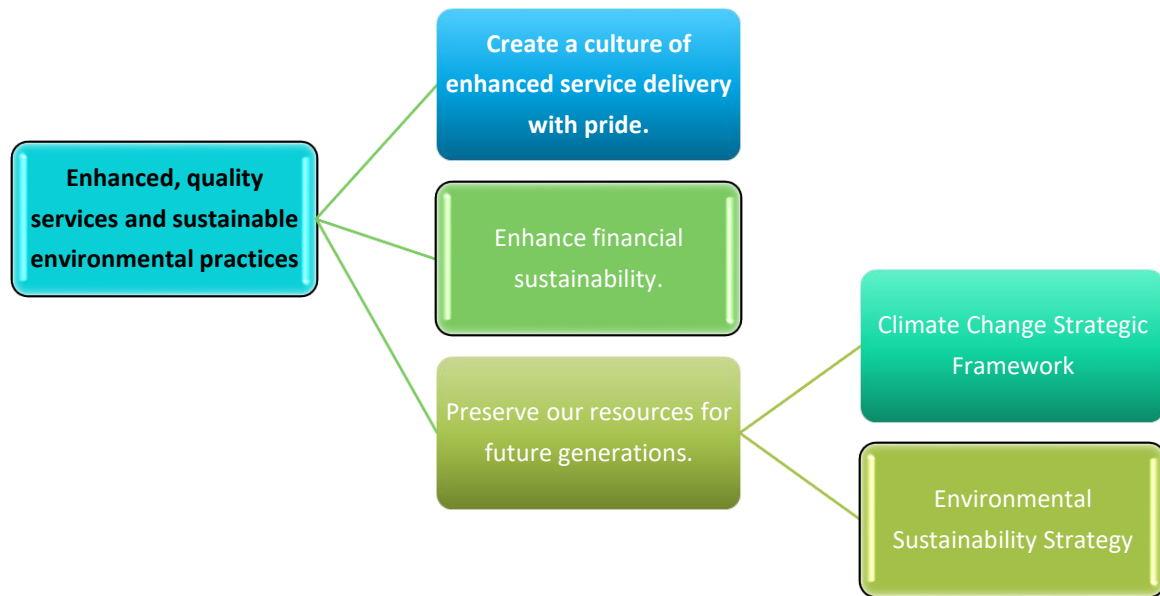 Enhanced, quality
services and sustainable
environmental practices
Create a culture of
enhanced service delivery
with pride.
Enhance financial
sustainability.
Preserve our resources for
future generations.
Climate Change Strategic
Framework
Environmental
Sustainability Strategy